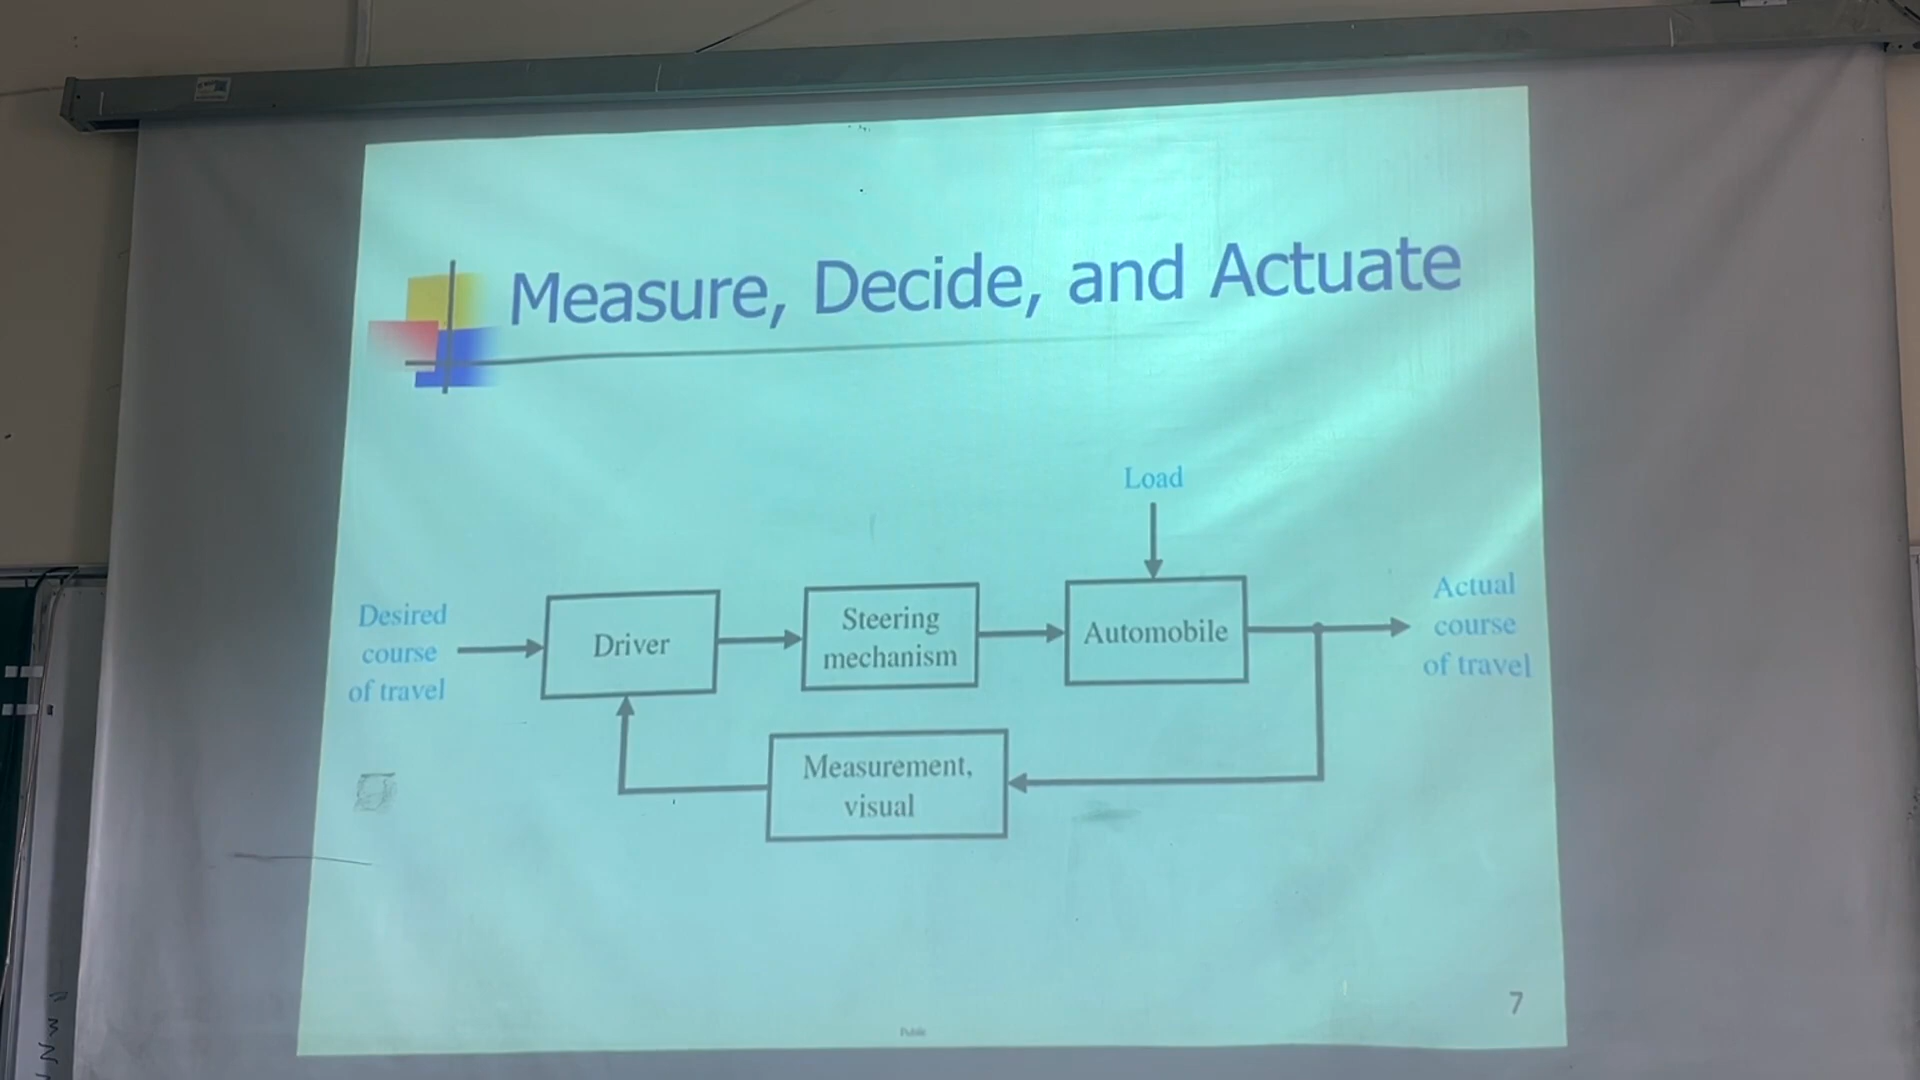 Measure, Decide, and Actuate
Load
Desired
course
of travel
Driver
Steering
mechanism
Automobile
Actual
course
of travel
Measurement,
visual
7
Public